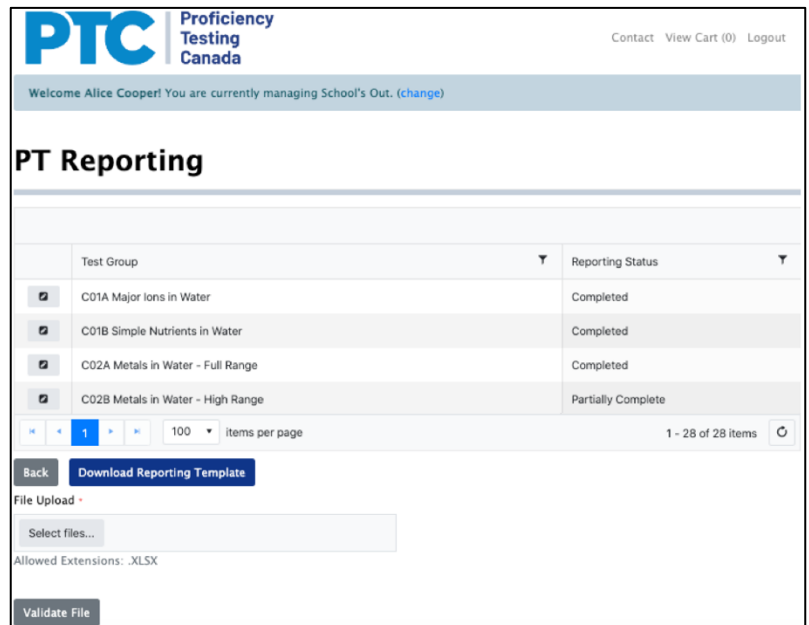 PTC Proficiency
Testing
Canada
Contact View Cart (0) Logout
Welcome Alice Cooper! You are currently managing School's Out. (change)
PT Reporting
Test Group Reporting Status
C01A Major Ions in Water Completed
C01B Simple Nutrients in Water Completed
C02A Metals in Water - Full Range Completed
C02B Metals in Water - High Range Partially Complete
1 100 items per page 1 - 28 of 28 items
Back Download Reporting Template
File Upload *
Select files...
Allowed Extensions: .XLSX
Validate File